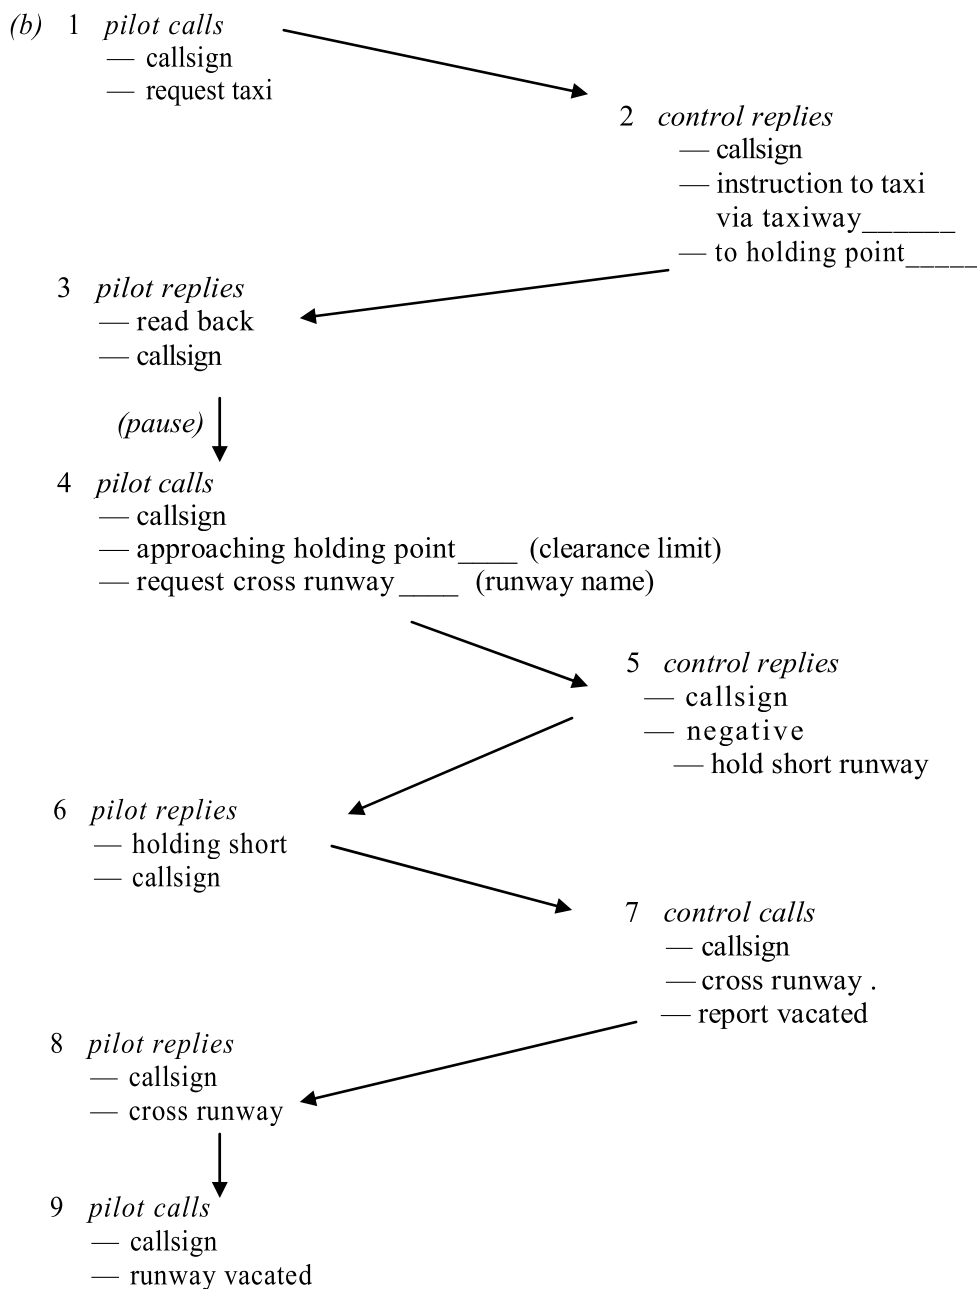 (b) 1 pilot calls
— callsign
— request taxi
2 control replies
— callsign
— instruction to taxi
via taxiway______
— to holding point_____
3 pilot replies
— read back
— callsign
(pause)
4 pilot calls
— callsign
— approaching holding point____ (clearance limit)
— request cross runway____ (runway name)
5 control replies
— callsign
— negative
— hold short runway
6 pilot replies
— holding short
— callsign
7 control calls
— callsign
— cross runway .
— report vacated
8 pilot replies
— callsign
— cross runway
9 pilot calls
— callsign
— runway vacated